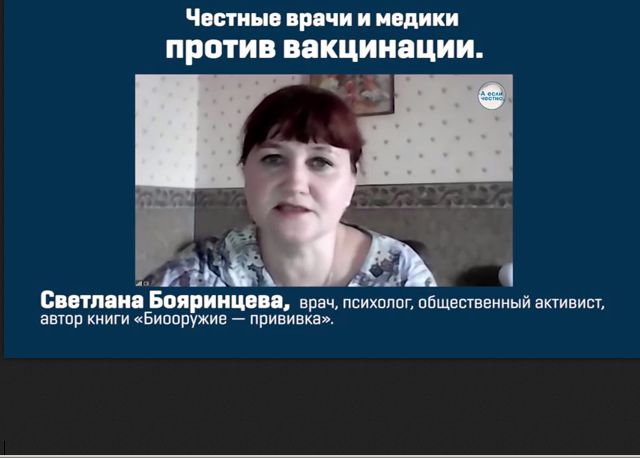 Честные врачи и медики
против вакцинации.
А если
честно
Светлана Бояринцева, врач, психолог, общественный активист,
автор книги «Биооружие — прививка».